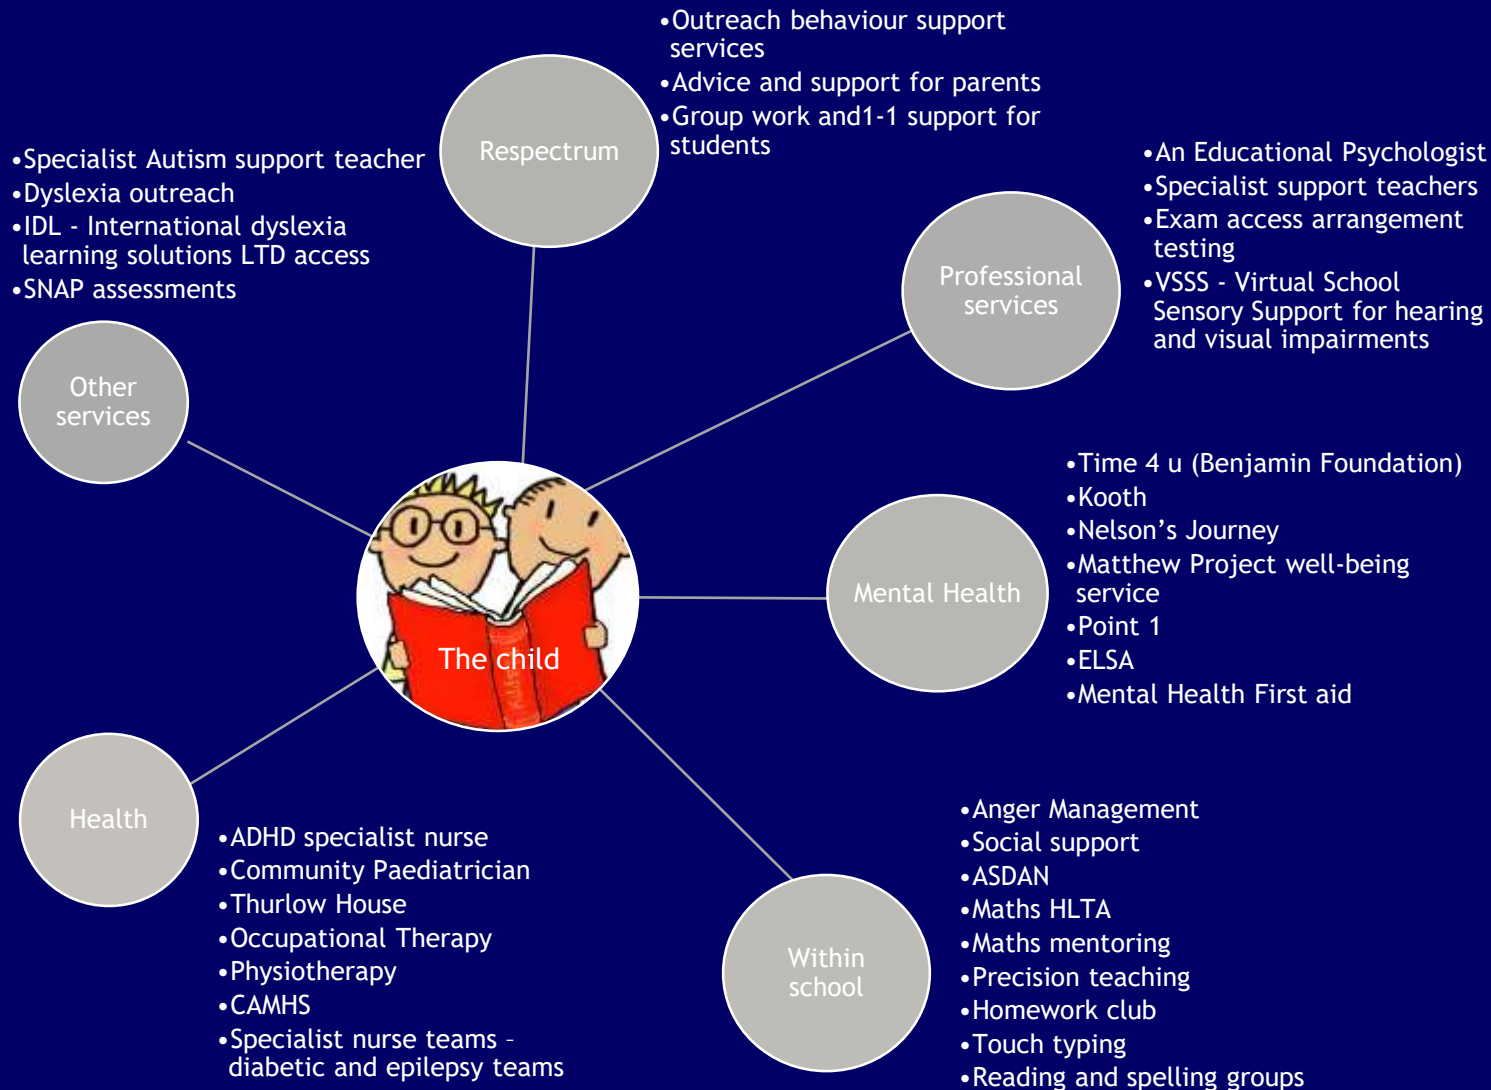 •Outreach behaviour support
services
•Advice and support for parents
•Group work and1-1 support for
students
Respectrum
•Specialist Autism support teacher
•Dyslexia outreach
•IDL - International dyslexia
learning solutions LTD access
•SNAP assessments
Other
services
•An Educational Psychologist
•Specialist support teachers
•Exam access arrangement
testing
•VSSS - Virtual School
Sensory Support for hearing
and visual impairments
Professional
services
•Time 4 u (Benjamin Foundation)
•Kooth
•Nelson’s Journey
•Matthew Project well-being
service
•Point 1
•ELSA
•Mental Health First aid
Mental Health
The child
Health
•ADHD specialist nurse
•Community Paediatrician
•Thurlow House
•Occupational Therapy
•Physiotherapy
•CAMHS
•Specialist nurse teams –
diabetic and epilepsy teams
Within
school
•Anger Management
•Social support
•ASDAN
•Maths HLTA
•Maths mentoring
•Precision teaching
•Homework club
•Touch typing
•Reading and spelling groups